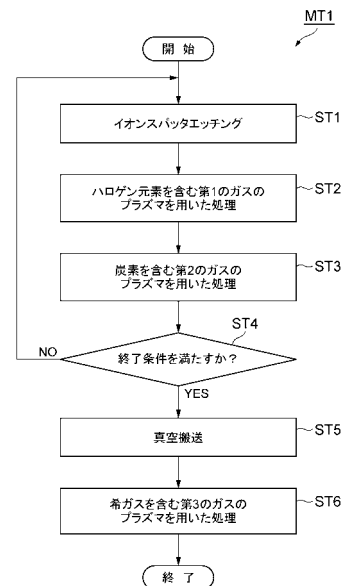 MT1
開 始
イオンスパッタエッチング
ST1
ハロゲン元素を含む第1のガスの
プラズマを用いた処理
ST2
炭素を含む第2のガスの
プラズマを用いた処理
ST3
ST4
終了条件を満たすか？
NO
YES
真空搬送
ST5
希ガスを含む第3のガスの
プラズマを用いた処理
ST6
終 了